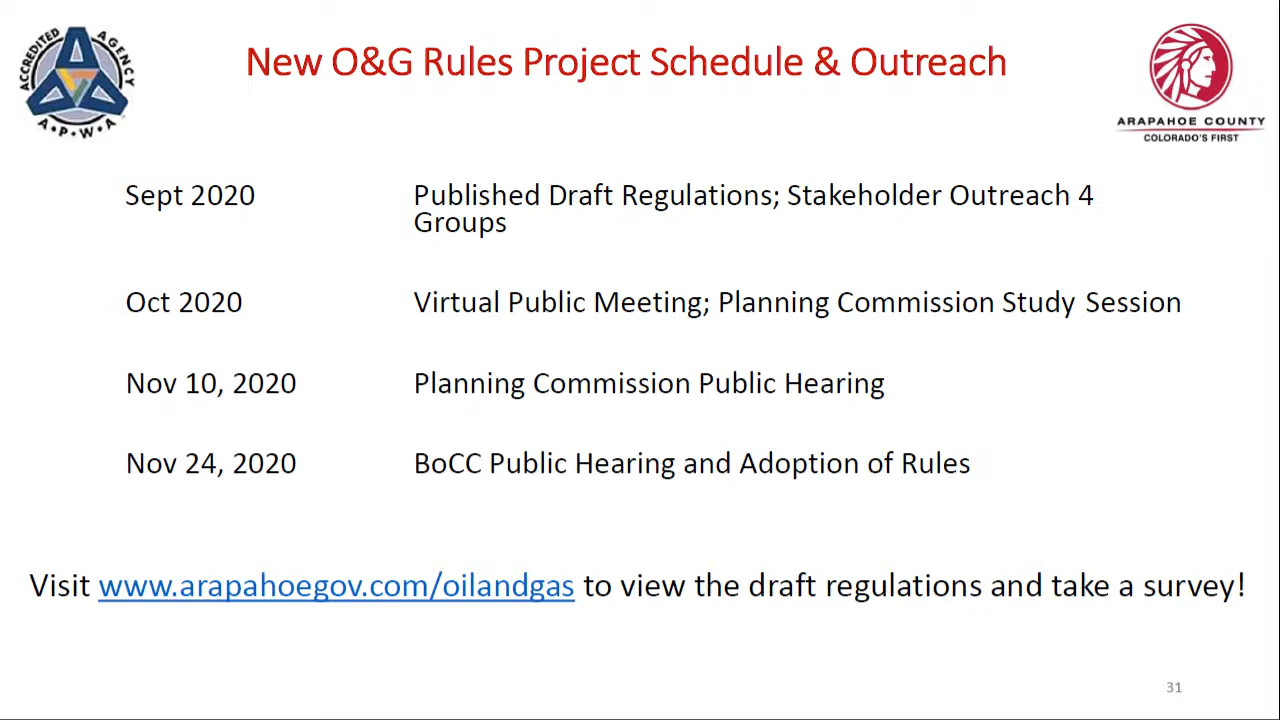 ACCREDITED AGENCY
A•P•W•A
New O&G Rules Project Schedule & Outreach
ARAPAHOE COUNTY
COLORADO'S FIRST
Sept 2020 Published Draft Regulations; Stakeholder Outreach 4
Groups
Oct 2020 Virtual Public Meeting; Planning Commission Study Session
Nov 10, 2020 Planning Commission Public Hearing
Nov 24, 2020 BoCC Public Hearing and Adoption of Rules
Visit www.arapahoegov.com/oilandgas to view the draft regulations and take a survey!
31